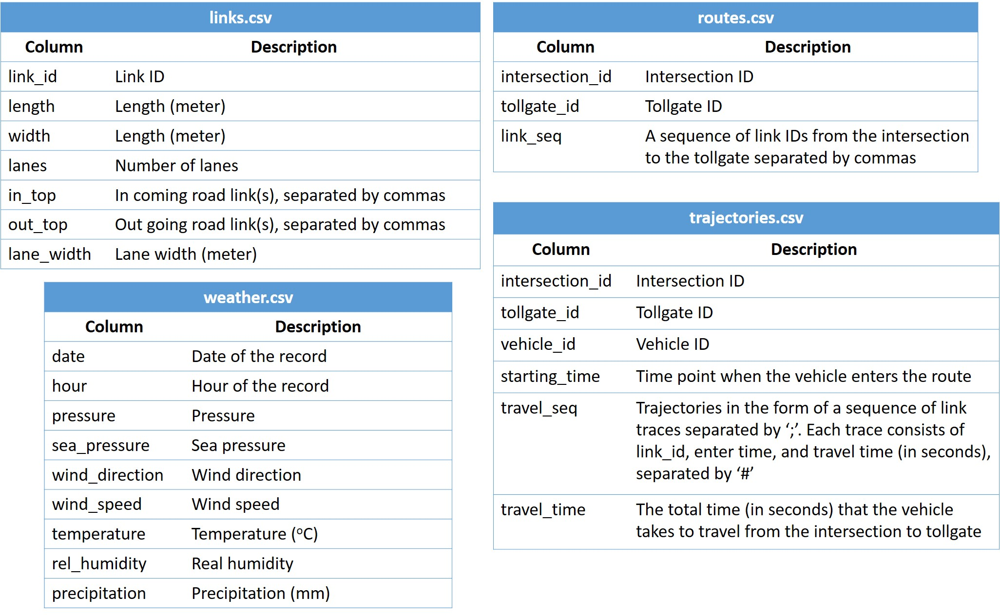 links.csv
Column Description
link_id Link ID
length Length (meter)
width Length (meter)
lanes Number of lanes
in_top In coming road link(s), separated by commas
out_top Out going road link(s), separated by commas
lane_width Lane width (meter)
weather.csv
Column Description
date Date of the record
hour Hour of the record
pressure Pressure
sea_pressure Sea pressure
wind_direction Wind direction
wind_speed Wind speed
temperature Temperature (ºC)
rel_humidity Real humidity
precipitation Precipitation (mm)
routes.csv
Column Description
intersection_id Intersection ID
tollgate_id Tollgate ID
link_seq A sequence of link IDs from the intersection
to the tollgate separated by commas
trajectories.csv
Column Description
intersection_id Intersection ID
tollgate_id Tollgate ID
vehicle_id Vehicle ID
starting_time Time point when the vehicle enters the route
travel_seq Trajectories in the form of a sequence of link
traces separated by ‘;’. Each trace consists of
link_id, enter time, and travel time (in seconds),
separated by ‘#’
travel_time The total time (in seconds) that the vehicle
takes to travel from the intersection to tollgate